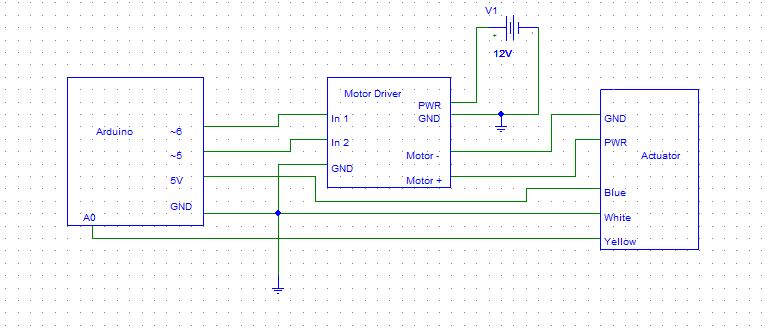 V1
+
-
12V
Arduino
~6
~5
5V
GND
A0
Motor Driver
PWR
GND
In 1
In 2
GND
Motor -
Motor +
GND
PWR
Actuator
Blue
White
Yellow